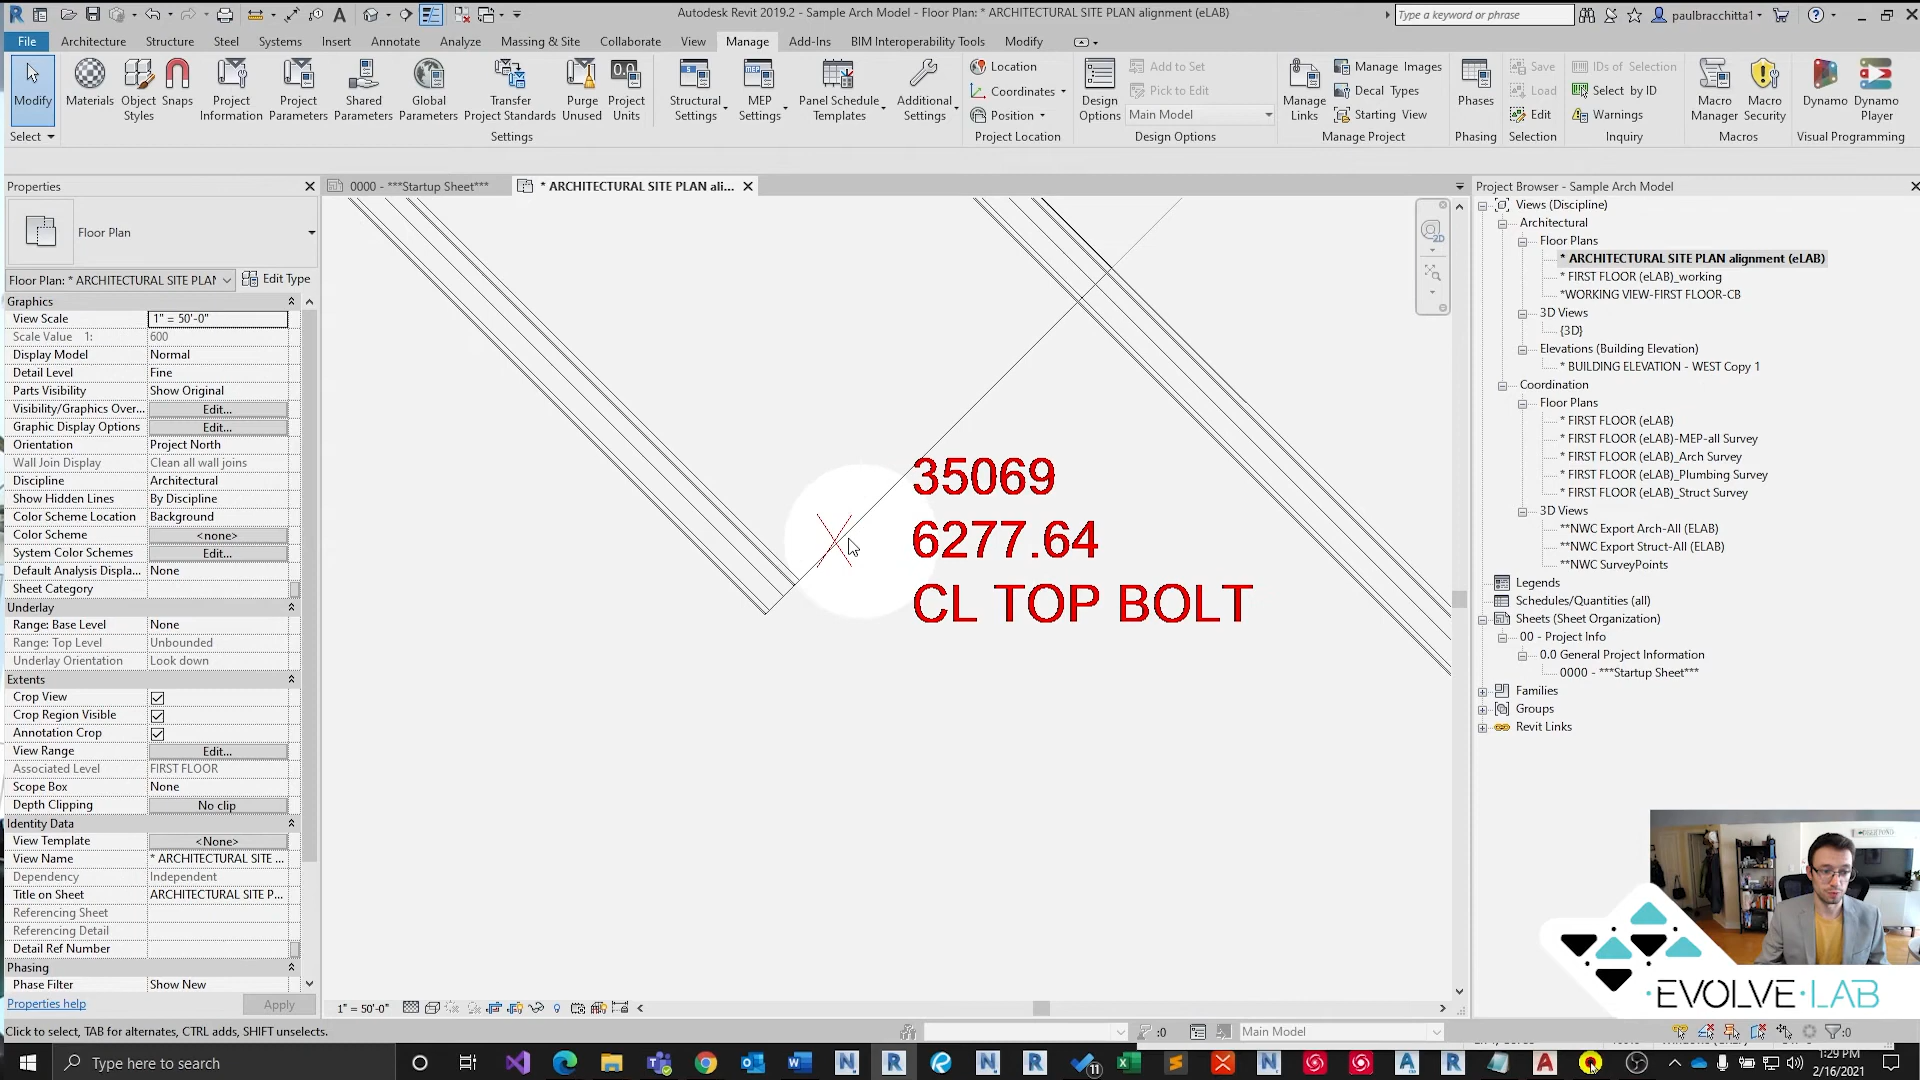 Autodesk Revit 2019.2 - Sample Arch Model - Floor Plan: * ARCHITECTURAL SITE PLAN alignment (eLAB)
Type a keyword or phrase
paulbracchitta1
File Architecture Structure Steel Systems Insert Annotate Analyze Massing & Site Collaborate View Manage Add-Ins BIM Interoperability Tools Modify
Modify
Materials
Object Styles
Snaps
Project Information
Project Parameters
Shared Parameters
Global Parameters
Transfer Project Standards
Purge Unused
Project Units
Structural Settings
MEP Settings
Panel Schedule Templates
Additional Settings
Location
Coordinates
Position
Design Options
Add to Set
Pick to Edit
Main Model
Manage Links
Manage Images
Decal Types
Starting View
Phases
Save
Load
Edit
IDs of Selection
Select by ID
Warnings
Macro Manager
Macro Security
Dynamo
Dynamo Player
Select Settings Project Location Design Options Manage Project Phasing Selection Inquiry Macros Visual Programming
Properties
0000 - ***Startup Sheet***
* ARCHITECTURAL SITE PLAN ali...
Project Browser - Sample Arch Model
Floor Plan
Floor Plan: * ARCHITECTURAL SITE PLAN
Edit Type
Graphics
View Scale 1" = 50'-0"
Scale Value 1: 600
Display Model Normal
Detail Level Fine
Parts Visibility Show Original
Visibility/Graphics Over... Edit...
Graphic Display Options Edit...
Orientation Project North
Wall Join Display Clean all wall joins
Discipline Architectural
Show Hidden Lines By Discipline
Color Scheme Location Background
Color Scheme <none>
System Color Schemes Edit...
Default Analysis Displa... None
Sheet Category
Underlay
Range: Base Level None
Range: Top Level Unbounded
Underlay Orientation Look down
Extents
Crop View
Crop Region Visible
Annotation Crop
View Range Edit...
Associated Level FIRST FLOOR
Scope Box None
Depth Clipping No clip
Identity Data
View Template <None>
View Name * ARCHITECTURAL SITE ...
Dependency Independent
Title on Sheet ARCHITECTURAL SITE P...
Referencing Sheet
Referencing Detail
Detail Ref Number
Phasing
Phase Filter Show New
Properties help
Apply
35069
6277.64
CL TOP BOLT
2D
Views (Discipline)
Architectural
Floor Plans
* ARCHITECTURAL SITE PLAN alignment (eLAB)
* FIRST FLOOR (eLAB)_working
*WORKING VIEW-FIRST FLOOR-CB
3D Views
{3D}
Elevations (Building Elevation)
* BUILDING ELEVATION - WEST Copy 1
Coordination
Floor Plans
* FIRST FLOOR (eLAB)
* FIRST FLOOR (eLAB)-MEP-all Survey
* FIRST FLOOR (eLAB)_Arch Survey
* FIRST FLOOR (eLAB)_Plumbing Survey
* FIRST FLOOR (eLAB)_Struct Survey
3D Views
**NWC Export Arch-All (ELAB)
**NWC Export Struct-All (ELAB)
**NWC SurveyPoints
Legends
Schedules/Quantities (all)
Sheets (Sheet Organization)
00 - Project Info
0.0 General Project Information
0000 - ***Startup Sheet***
Families
Groups
Revit Links
·EVOLVE·LAB
1" = 50'-0"
Click to select, TAB for alternates, CTRL adds, SHIFT unselects.
:0
Main Model
:0
Type here to search
11
1:29 PM
2/16/2021